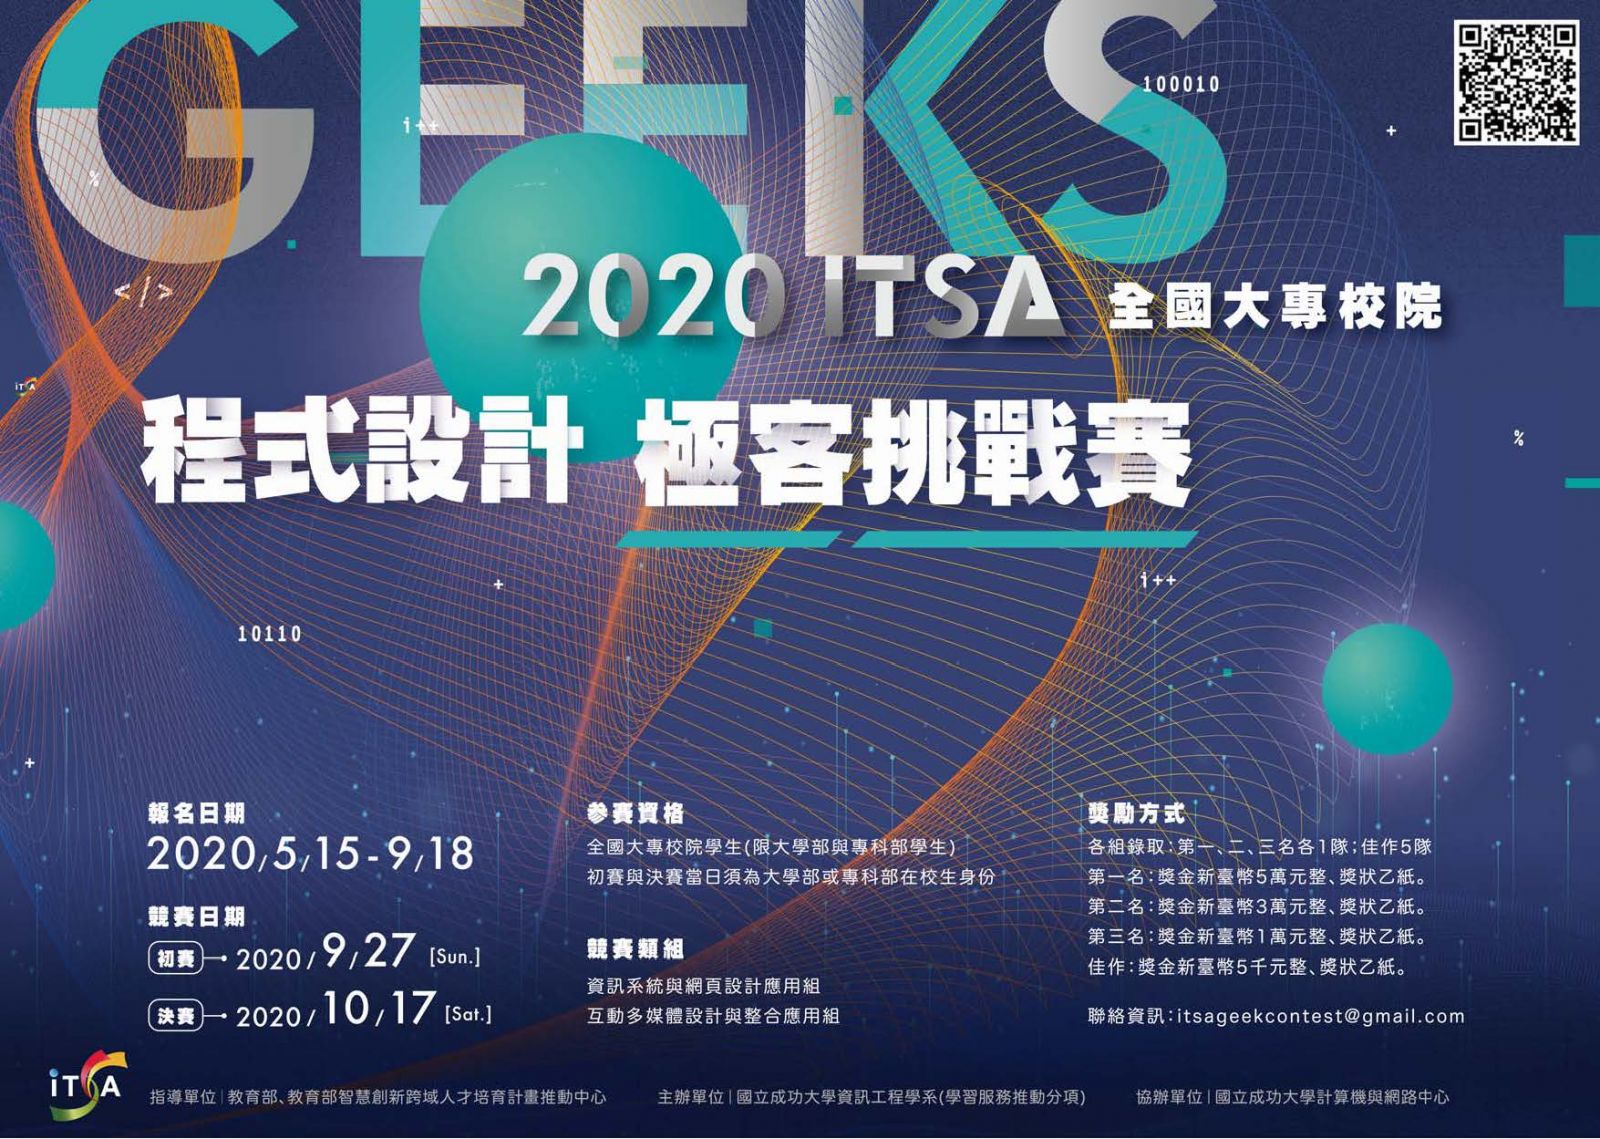 GEEKS
100010
i++
%
2020 iTSA 全國大專校院
</>
iTSA
程式設計 極客挑戰賽
%
+
+
i++
10110
+
報名日期
2020/5/15-9/18
競賽日期
初賽 2020/9/27 [Sun.]
決賽 2020/10/17 [Sat.]
參賽資格
全國大專校院學生(限大學部與專科部學生)
初賽與決賽當日須為大學部或專科部在校生身份
競賽類組
資訊系統與網頁設計應用組
互動多媒體設計與整合應用組
獎勵方式
各組錄取:第一、二、三名各1隊;佳作5隊
第一名:獎金新臺幣5萬元整、獎狀乙紙。
第二名:獎金新臺幣3萬元整、獎狀乙紙。
第三名:獎金新臺幣1萬元整、獎狀乙紙。
佳作:獎金新臺幣5千元整、獎狀乙紙。
聯絡資訊:itsageekcontest@gmail.com
iTSA
指導單位|教育部、教育部智慧創新跨域人才培育計畫推動中心
主辦單位|國立成功大學資訊工程學系(學習服務推動分項)
協辦單位|國立成功大學計算機與網路中心